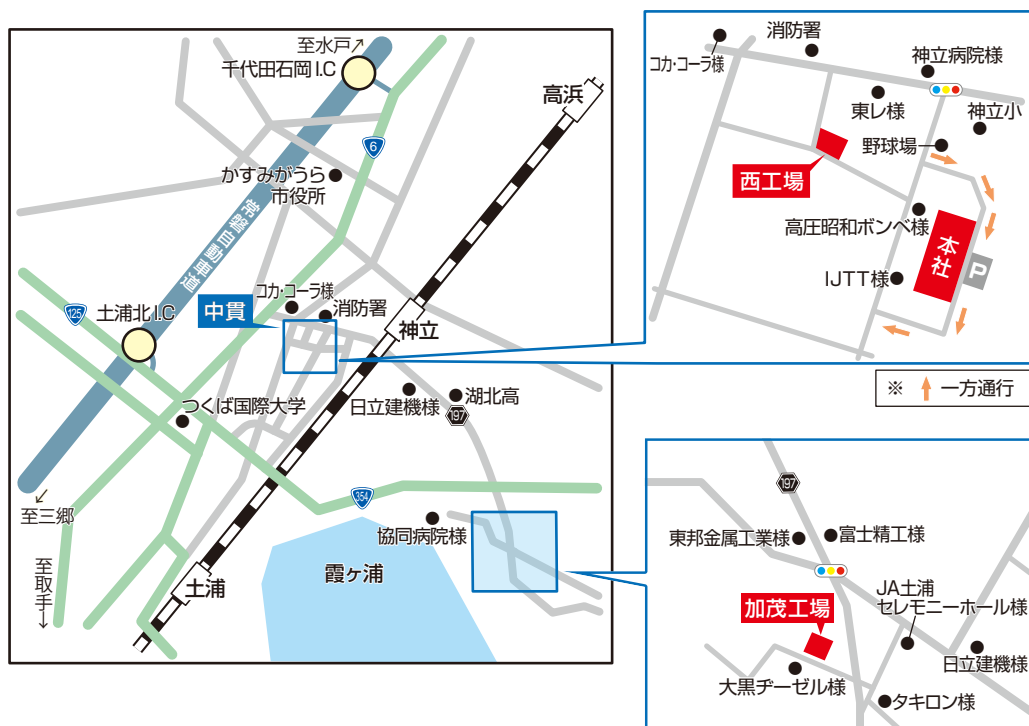 至水戸↗
千代田石岡 I.C
高浜
6
かすみがうら
市役所
常磐自動車道
コカ・コーラ様
消防署
125
土浦北 I.C
中貫
神立
つくば国際大学
日立建機様
湖北高
197
↙
至三郷
354
協同病院様
至取手→
土浦
霞ヶ浦
消防署
コカ・コーラ様
神立病院様
東レ様
神立小
野球場
西工場
高圧昭和ボンベ様
本社
P
IJTT様
※ ↑ 一方通行
197
東邦金属工業様
富士精工様
JA土浦
セレモニーホール様
加茂工場
日立建機様
大黒ヂーゼル様
タキロン様